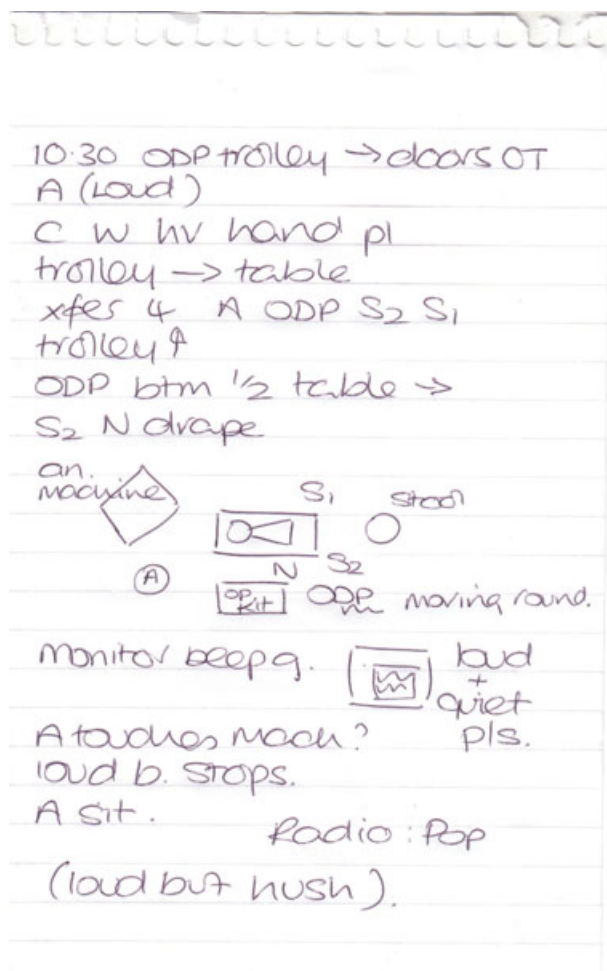 10.30 ODP trolley → doors OT
A (Loud)
C W hv hand pl
trolley → table
xfes 4 A ODP S2 S1
trolley ↑
ODP btm 1/2 table →
S2 N drape
an.
machine
S1 stool
N S2
A
op
kit
ODP moving round.
monitor beepg. loud
+
quiet
A touches mach? pls.
loud b. stops.
A sit.
Radio: Pop
(loud but hush).